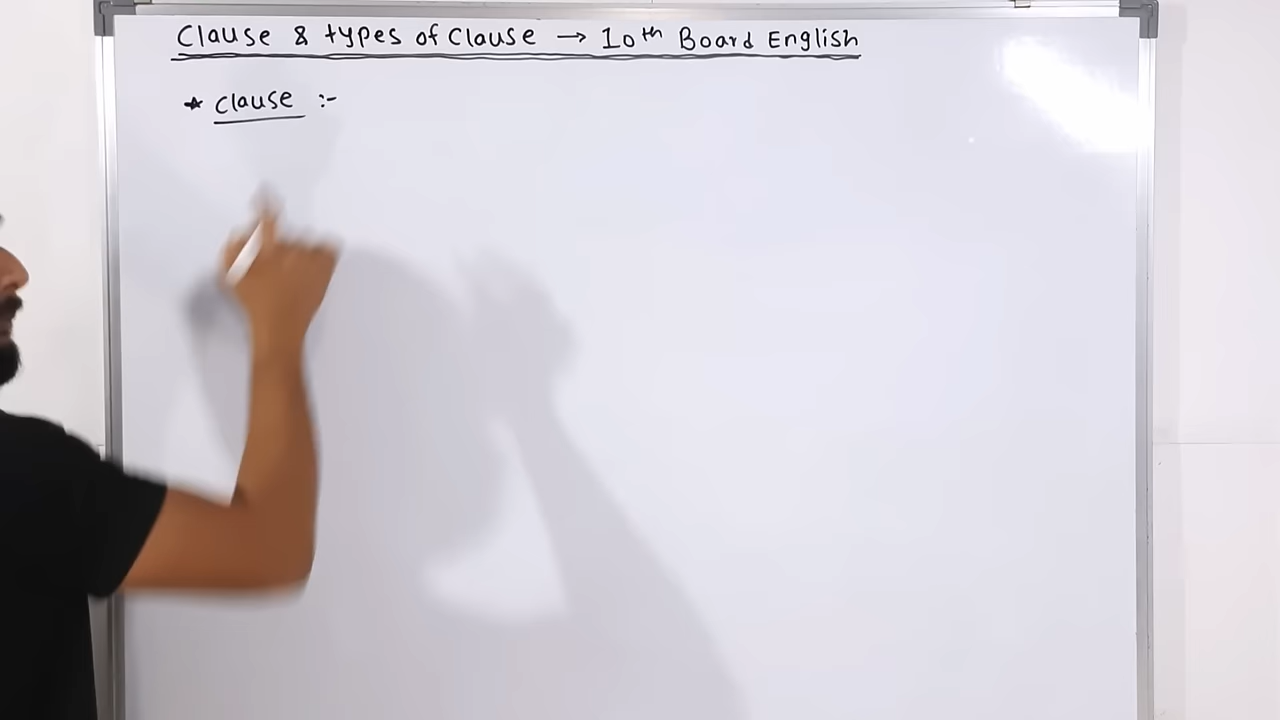 Clause & types of Clause → 10th Board English
* Clause :-